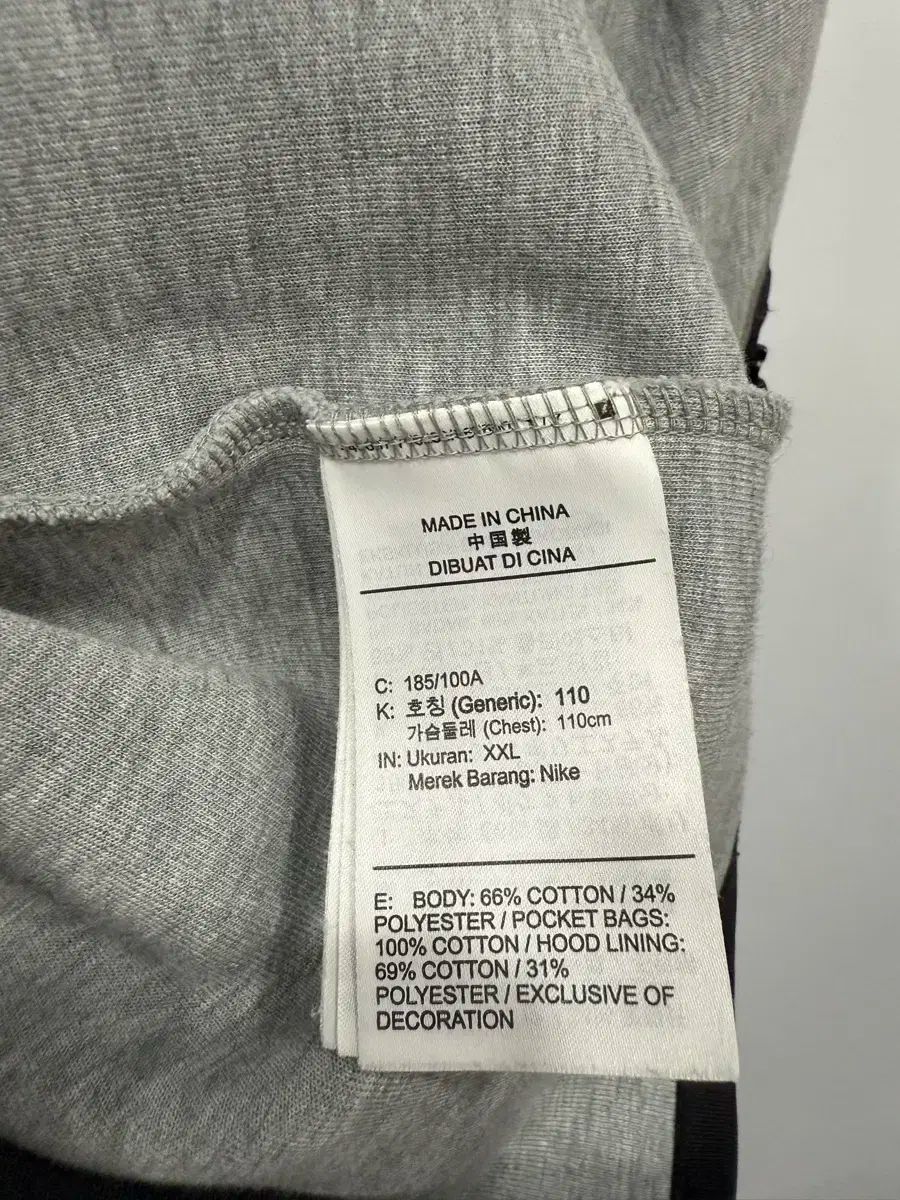 MADE IN CHINA
中国製
DIBUAT DI CINA
C: 185/100A
K: 호칭 (Generic): 110
가슴둘레 (Chest): 110cm
IN: Ukuran: XXL
Merek Barang: Nike
E: BODY: 66% COTTON / 34%
POLYESTER / POCKET BAGS:
100% COTTON / HOOD LINING:
69% COTTON / 31%
POLYESTER / EXCLUSIVE OF
DECORATION